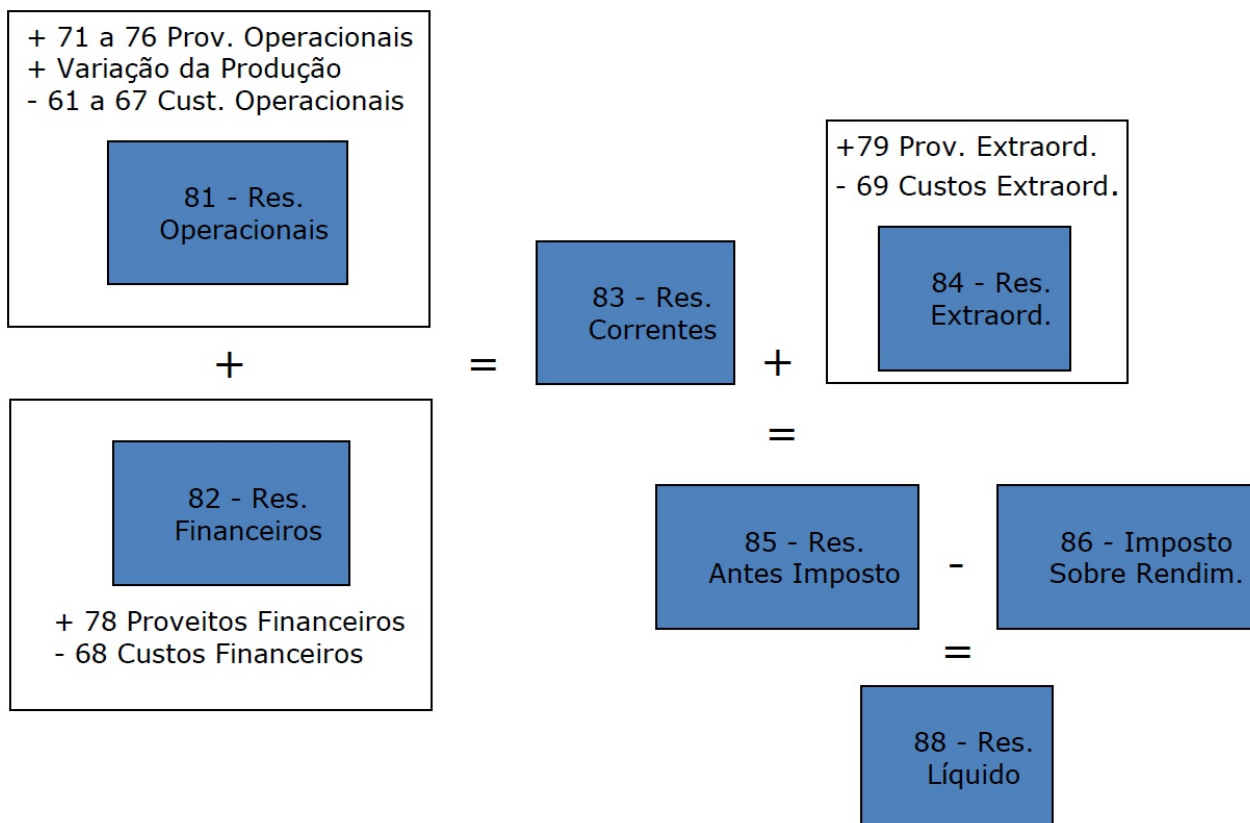 + 71 a 76 Prov. Operacionais
+ Variação da Produção
- 61 a 67 Cust. Operacionais
81 - Res.
Operacionais
+
82 - Res.
Financeiros
+ 78 Proveitos Financeiros
- 68 Custos Financeiros
=
83 - Res.
Correntes
+
+79 Prov. Extraord.
- 69 Custos Extraord.
84 - Res.
Extraord.
=
85 - Res.
Antes Imposto
-
86 - Imposto
Sobre Rendim.
=
88 - Res.
Líquido